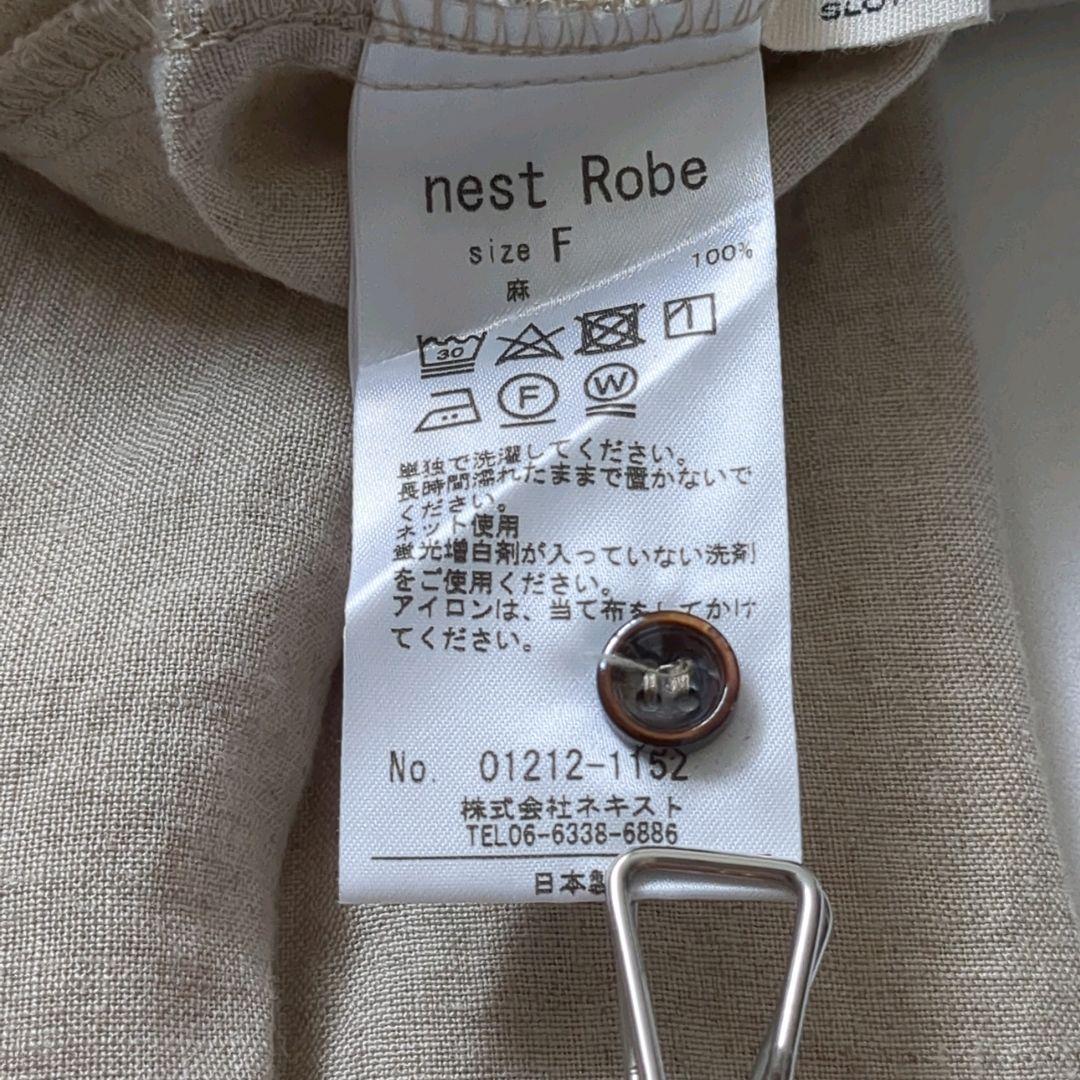 nest Robe
size F
麻 100%
30
F W
単独で洗濯してください。
長時間濡れたままで置かないで
ください。
ネット使用
蛍光増白剤が入っていない洗剤
をご使用ください。
アイロンは、当て布をしてかけ
てください。
No. 01212-1152
株式会社ネキスト
TEL06-6338-6886
日本製